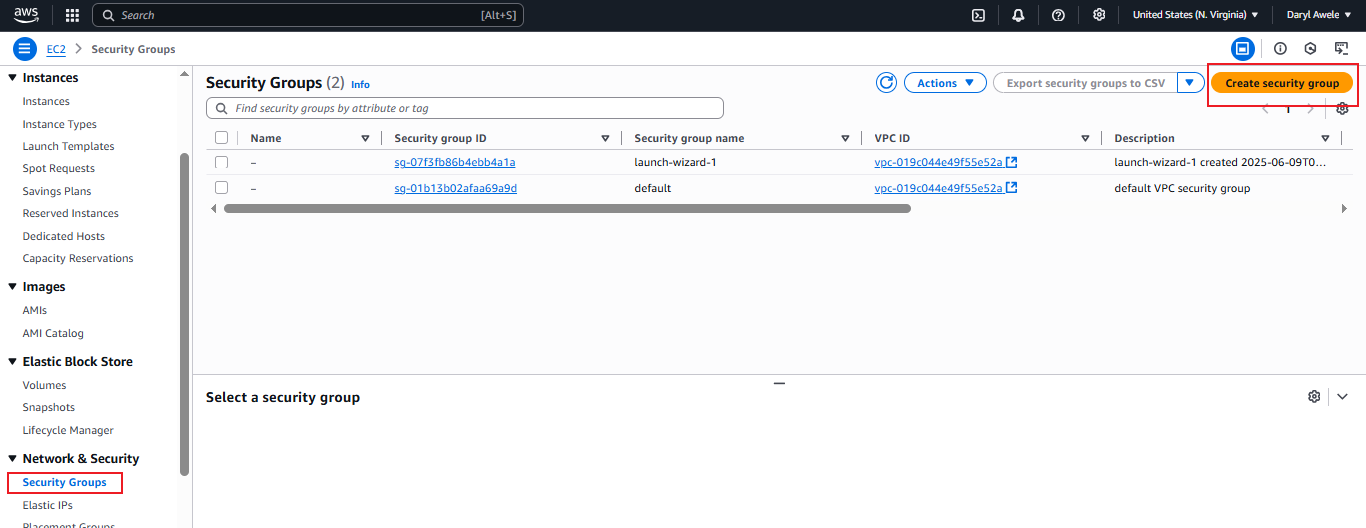 aws
Search [Alt+S]
United States (N. Virginia)
Daryl Awele
EC2 > Security Groups
Instances
Instances
Instance Types
Launch Templates
Spot Requests
Savings Plans
Reserved Instances
Dedicated Hosts
Capacity Reservations
Images
AMIs
AMI Catalog
Elastic Block Store
Volumes
Snapshots
Lifecycle Manager
Network & Security
Security Groups
Elastic IPs
Placement Groups
Security Groups (2) Info
Actions
Export security groups to CSV
Create security group
Find security groups by attribute or tag
1
Name Security group ID Security group name VPC ID Description
– sg-07f3fb86b4ebb4a1a launch-wizard-1 vpc-019c044e49f55e52a launch-wizard-1 created 2025-06-09T0...
– sg-01b13b02afaa69a9d default vpc-019c044e49f55e52a default VPC security group
Select a security group